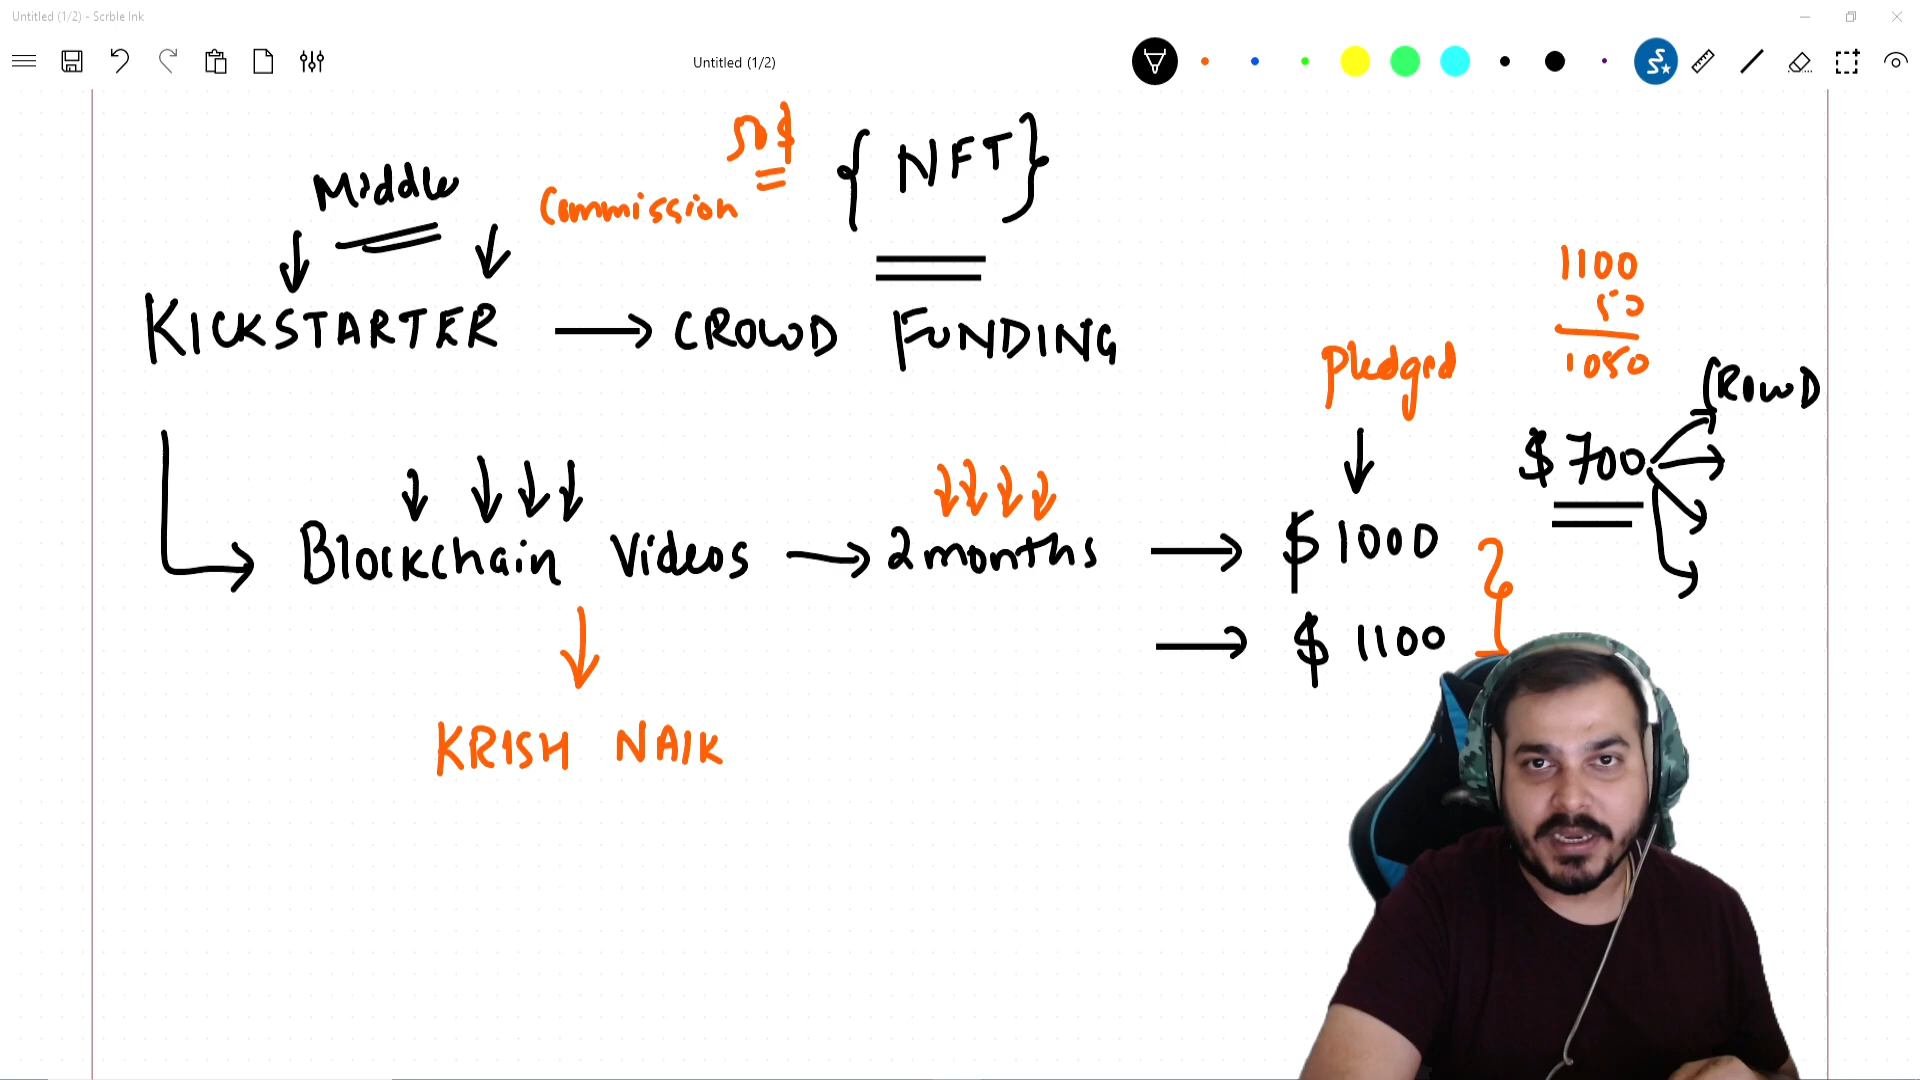 Untitled (1/2) - Scrble Ink
Untitled (1/2)
50$
{ NFT }
Middle
Commission
1100
50
1050
KICKSTARTER → CROWD FUNDING
Pledged
CROWD
$ 700
Blockchain Videos → 2 months → $ 1000
→ $ 1100
KRISH NAIK